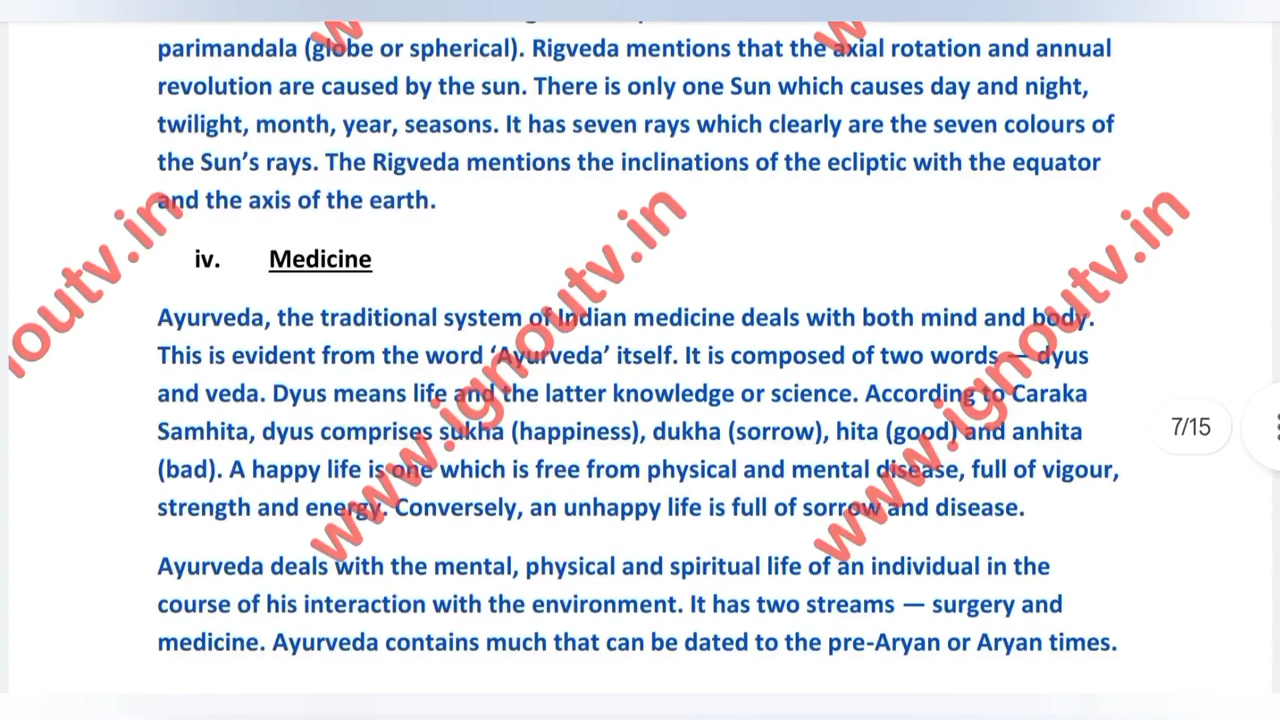 parimandala (globe or spherical). Rigveda mentions that the axial rotation and annual
revolution are caused by the sun. There is only one Sun which causes day and night,
twilight, month, year, seasons. It has seven rays which clearly are the seven colours of
the Sun's rays. The Rigveda mentions the inclinations of the ecliptic with the equator
and the axis of the earth.
iv. Medicine
Ayurveda, the traditional system of Indian medicine deals with both mind and body.
This is evident from the word ‘Ayurveda’ itself. It is composed of two words — dyus
and veda. Dyus means life and the latter knowledge or science. According to Caraka
Samhita, dyus comprises sukha (happiness), dukha (sorrow), hita (good) and anhita
(bad). A happy life is one which is free from physical and mental disease, full of vigour,
strength and energy. Conversely, an unhappy life is full of sorrow and disease.
Ayurveda deals with the mental, physical and spiritual life of an individual in the
course of his interaction with the environment. It has two streams — surgery and
medicine. Ayurveda contains much that can be dated to the pre-Aryan or Aryan times.
7/15
outv.in
www.ignoutv.in
www.ignoutv.in